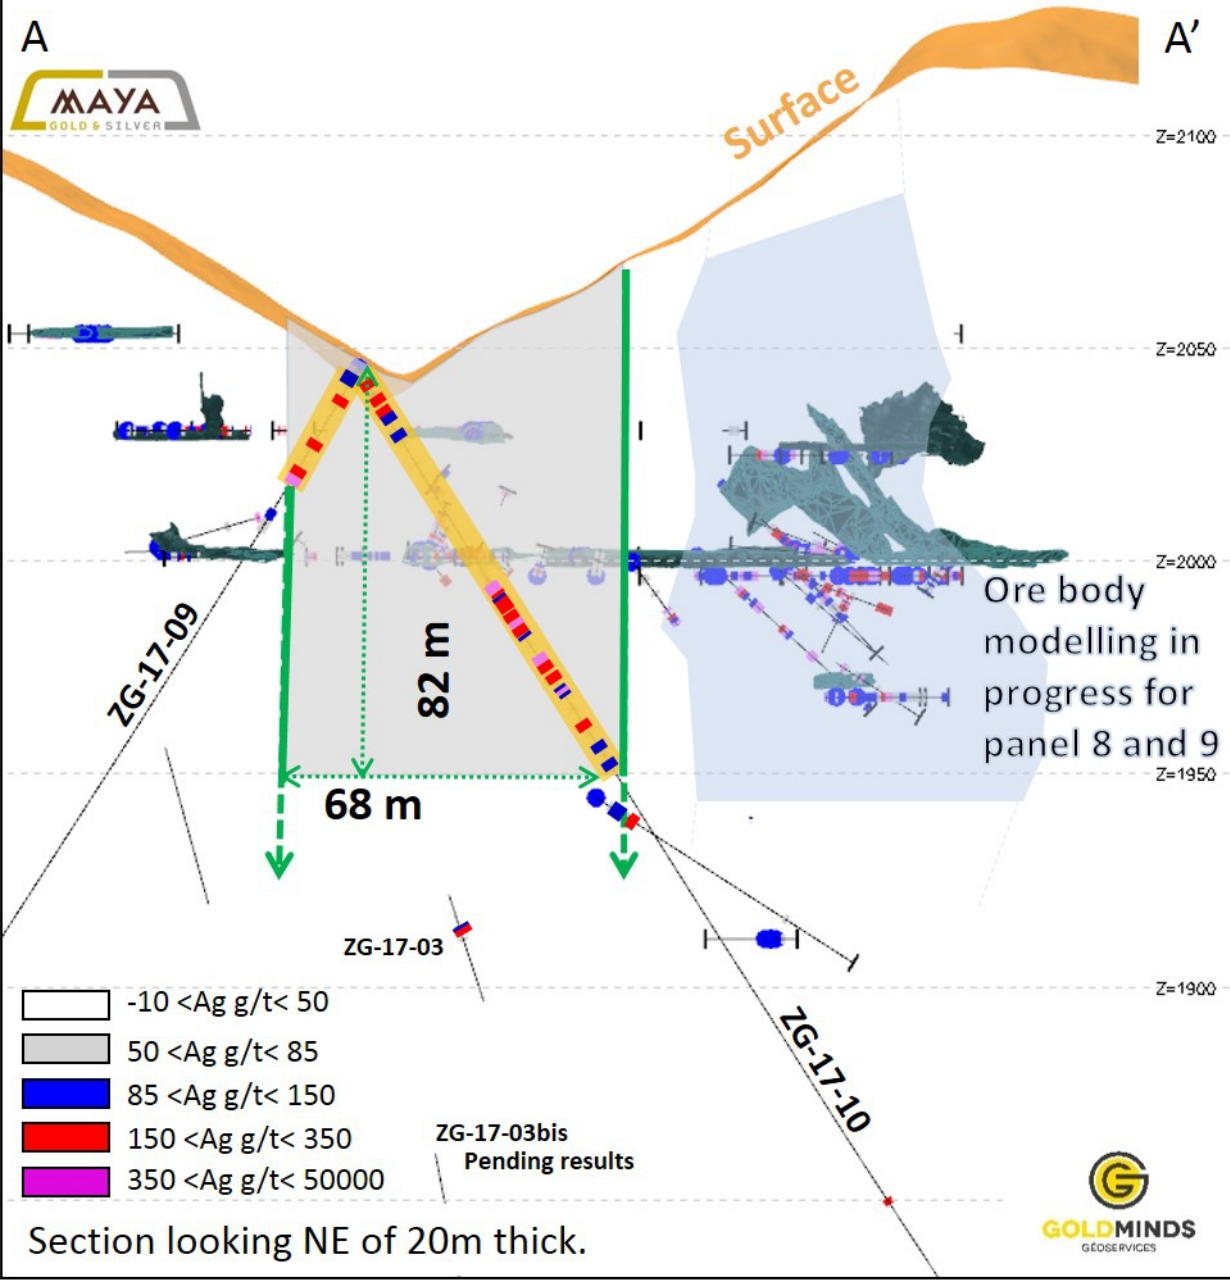 A
A’
MAYA
GOLD & SILVER
Surface
Z=2100
Z=2050
Z=2000
Ore body
modelling in
progress for
panel 8 and 9
ZG-17-09
82 m
Z=1950
68 m
ZG-17-03
Z=1900
-10 <Ag g/t< 50
50 <Ag g/t< 85
85 <Ag g/t< 150
150 <Ag g/t< 350
350 <Ag g/t< 50000
ZG-17-10
ZG-17-03bis
Pending results
Section looking NE of 20m thick.
GOLDMINDS
GÉOSERVICES